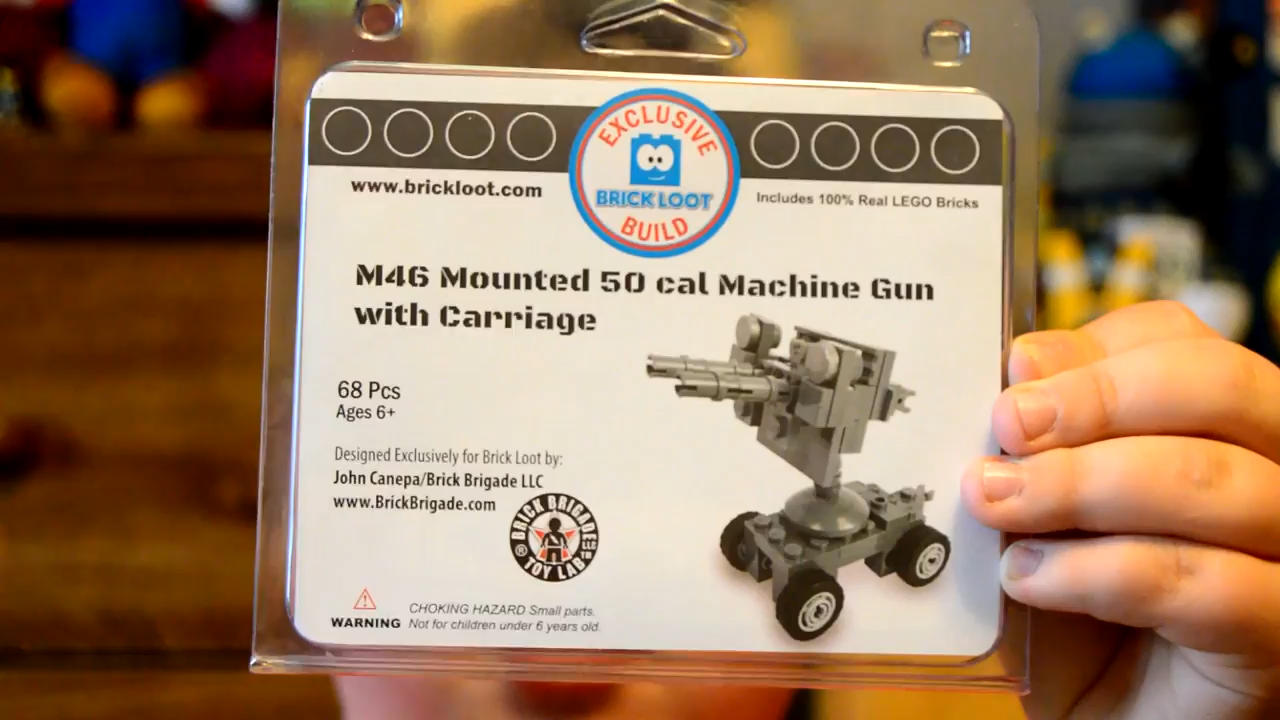 EXCLUSIVE
BRICK LOOT
BUILD
www.brickloot.com
Includes 100% Real LEGO Bricks
M46 Mounted 50 cal Machine Gun
with Carriage
68 Pcs
Ages 6+
Designed Exclusively for Brick Loot by:
John Canepa/Brick Brigade LLC
www.BrickBrigade.com
BRICK BRIGADE LLC
TOY LAB
®
TM
WARNING
CHOKING HAZARD Small parts.
Not for children under 6 years old.